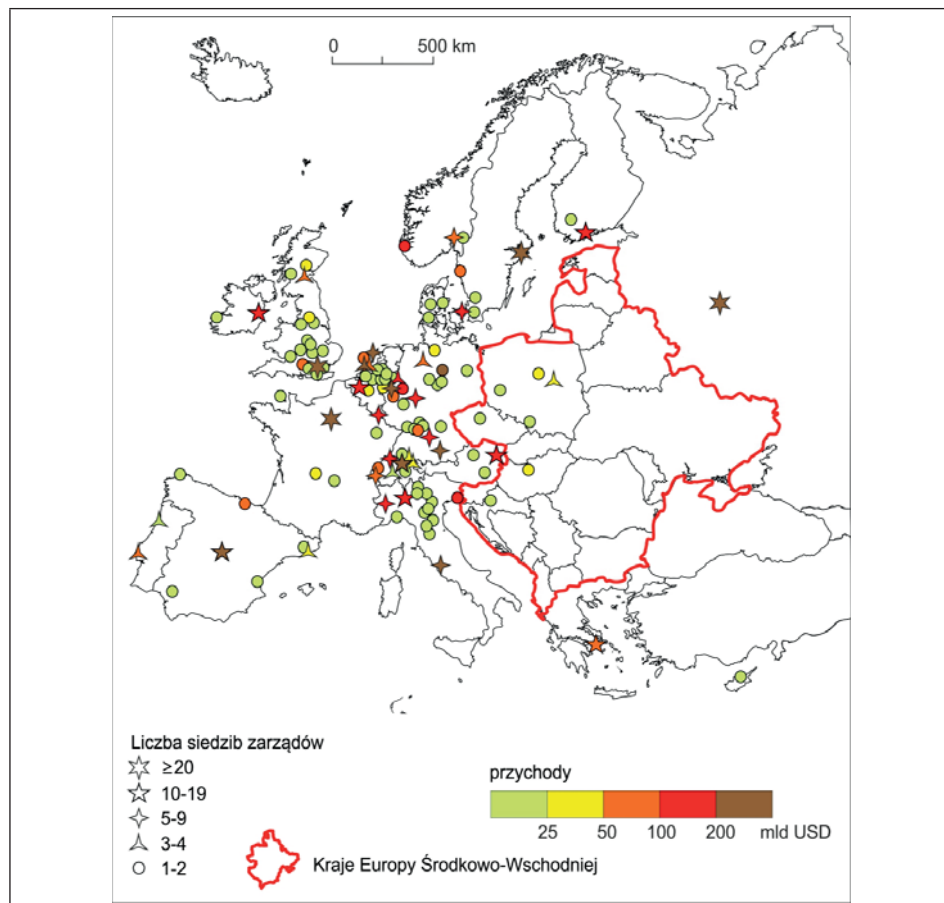 0 500 km
Liczba siedzib zarządów
≥20
10-19
5-9
3-4
1-2
przychody
25 50 100 200 mld USD
Kraje Europy Środkowo-Wschodniej